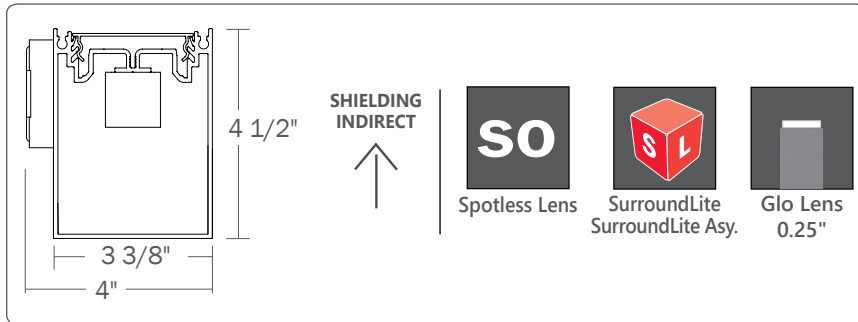 4 1/2"
3 3/8"
4"
SHIELDING
INDIRECT
SO
Spotless Lens
S L
SurroundLite
SurroundLite Asy.
Glo Lens
0.25"